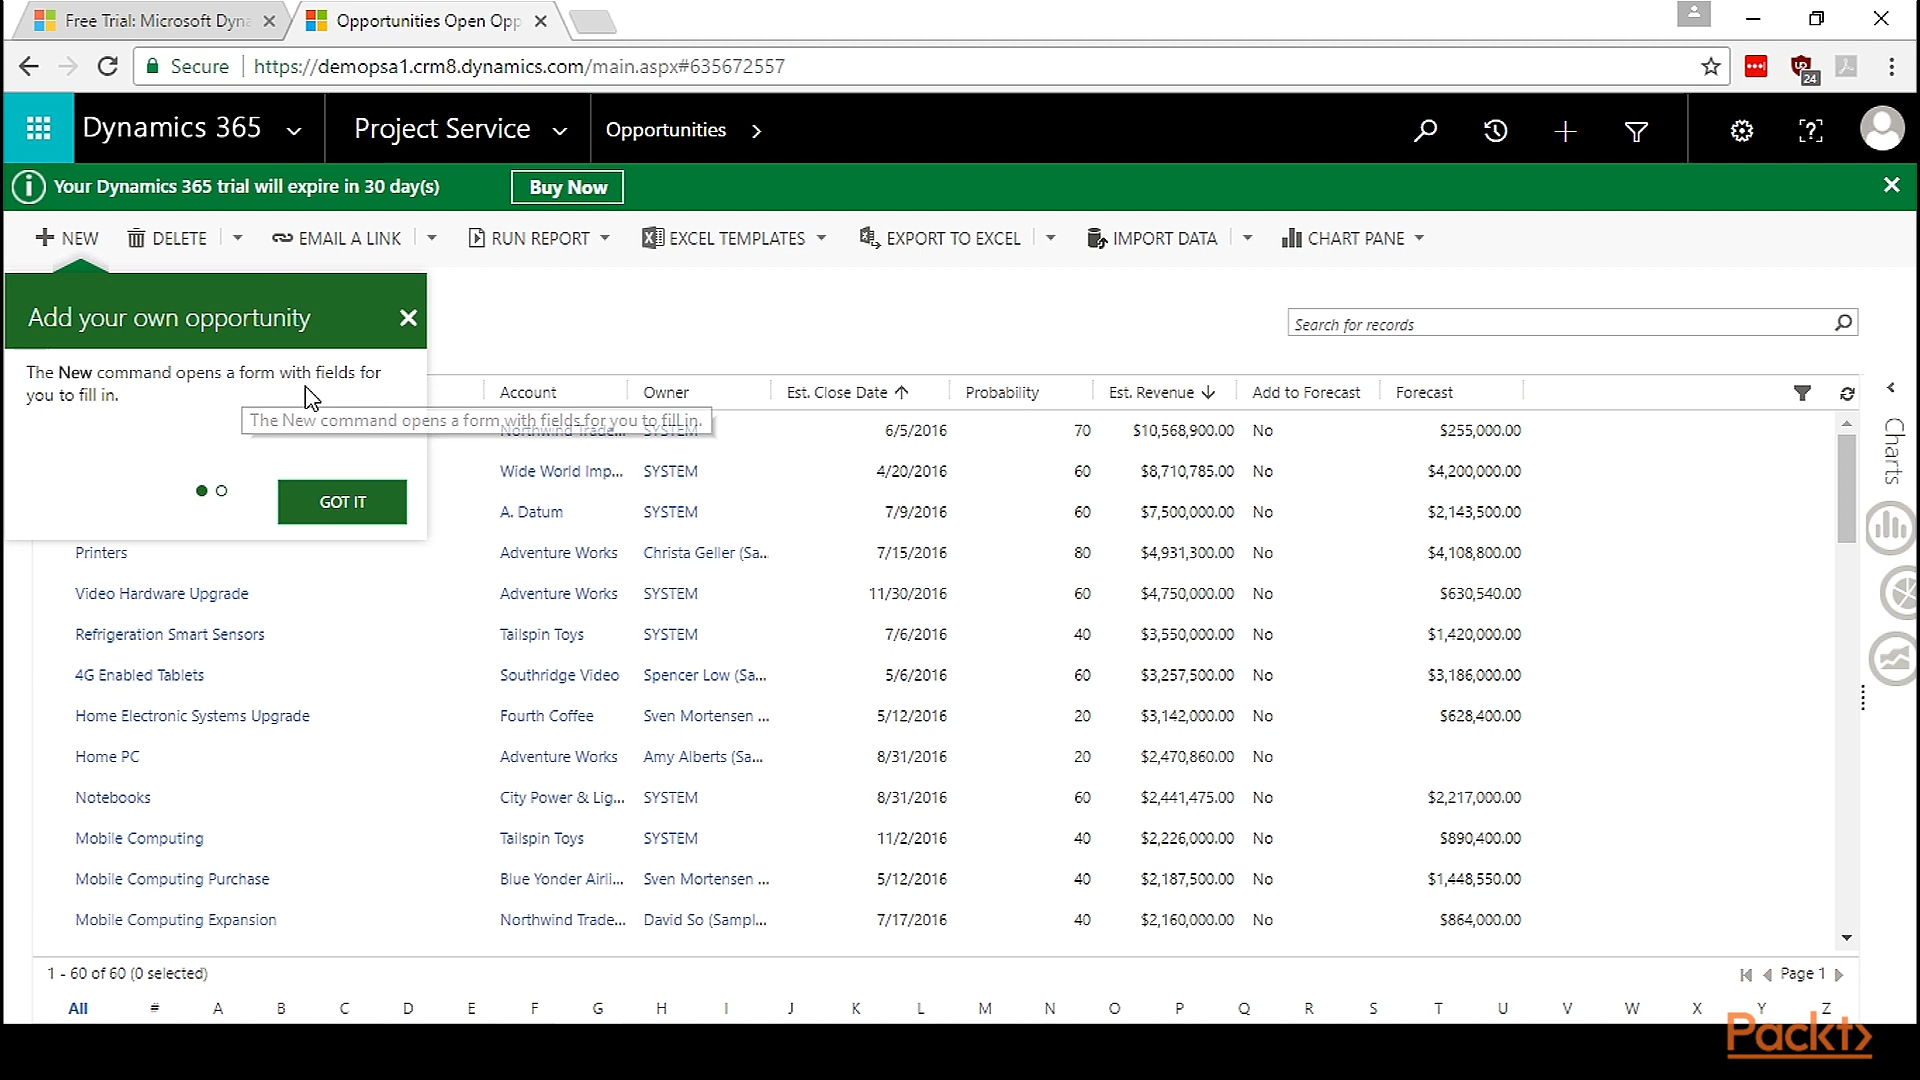 Free Trial: Microsoft Dyna
Opportunities Open Opp
Secure https://demopsa1.crm8.dynamics.com/main.aspx#635672557
24
Dynamics 365 Project Service Opportunities
Your Dynamics 365 trial will expire in 30 day(s) Buy Now
NEW DELETE EMAIL A LINK RUN REPORT EXCEL TEMPLATES EXPORT TO EXCEL IMPORT DATA CHART PANE
Add your own opportunity
The New command opens a form with fields for
you to fill in.
The New command opens a form with fields for you to fill in.
GOT IT
Search for records
Account Owner Est. Close Date Probability Est. Revenue Add to Forecast Forecast
Northwind Trade... SYSTEM 6/5/2016 70 $10,568,900.00 No $255,000.00
Wide World Imp... SYSTEM 4/20/2016 60 $8,710,785.00 No $4,200,000.00
A. Datum SYSTEM 7/9/2016 60 $7,500,000.00 No $2,143,500.00
Printers Adventure Works Christa Geller (Sa... 7/15/2016 80 $4,931,300.00 No $4,108,800.00
Video Hardware Upgrade Adventure Works SYSTEM 11/30/2016 60 $4,750,000.00 No $630,540.00
Refrigeration Smart Sensors Tailspin Toys SYSTEM 7/6/2016 40 $3,550,000.00 No $1,420,000.00
4G Enabled Tablets Southridge Video Spencer Low (Sa... 5/6/2016 60 $3,257,500.00 No $3,186,000.00
Home Electronic Systems Upgrade Fourth Coffee Sven Mortensen ... 5/12/2016 20 $3,142,000.00 No $628,400.00
Home PC Adventure Works Amy Alberts (Sa... 8/31/2016 20 $2,470,860.00 No
Notebooks City Power & Lig... SYSTEM 8/31/2016 60 $2,441,475.00 No $2,217,000.00
Mobile Computing Tailspin Toys SYSTEM 11/2/2016 40 $2,226,000.00 No $890,400.00
Mobile Computing Purchase Blue Yonder Airli... Sven Mortensen ... 5/12/2016 40 $2,187,500.00 No $1,448,550.00
Mobile Computing Expansion Northwind Trade... David So (Sampl... 7/17/2016 40 $2,160,000.00 No $864,000.00
Charts
1 - 60 of 60 (0 selected) Page 1
All # A B C D E F G H I J K L M N O P Q R S T U V W X Y Z
Packt